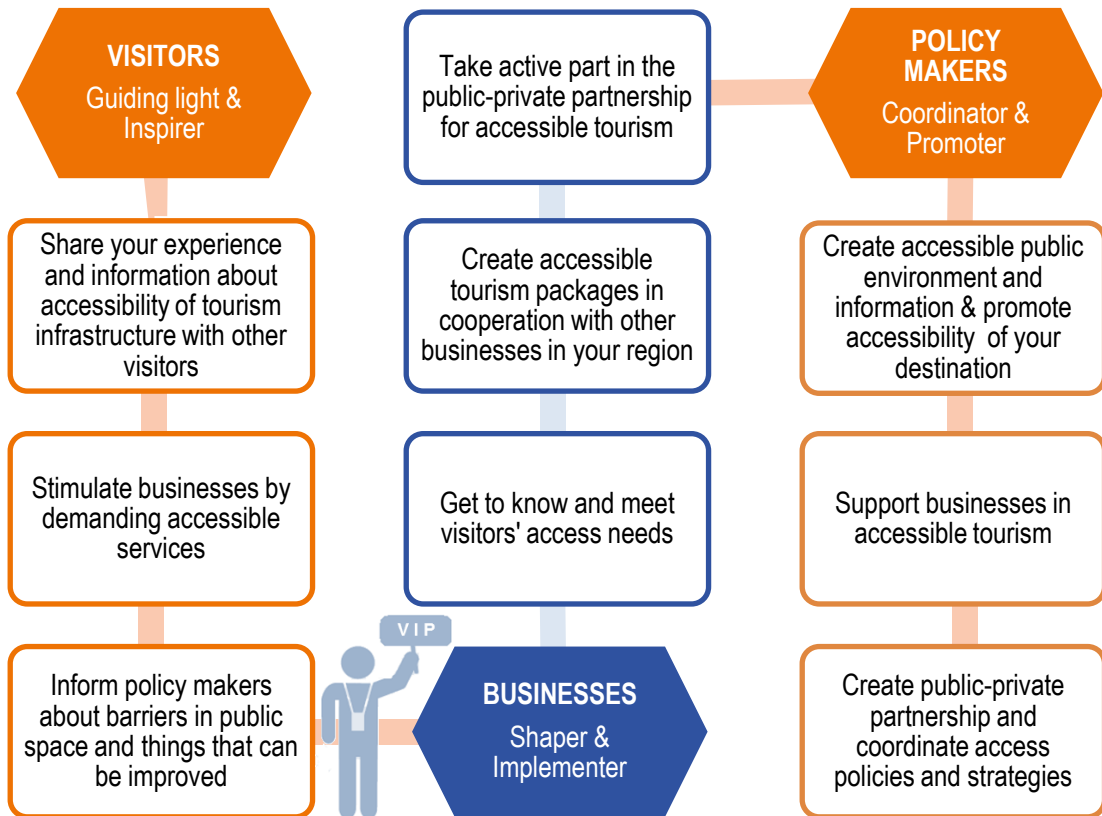 VISITORS
Guiding light &
Inspirer
Share your experience
and information about
accessibility of tourism
infrastructure with other
visitors
Stimulate businesses by
demanding accessible
services
Inform policy makers
about barriers in public
space and things that can
be improved
VIP
BUSINESSES
Shaper &
Implementer
Get to know and meet
visitors' access needs
Create accessible
tourism packages in
cooperation with other
businesses in your region
Take active part in the
public-private partnership
for accessible tourism
POLICY
MAKERS
Coordinator &
Promoter
Create accessible public
environment and
information & promote
accessibility of your
destination
Support businesses in
accessible tourism
Create public-private
partnership and
coordinate access
policies and strategies